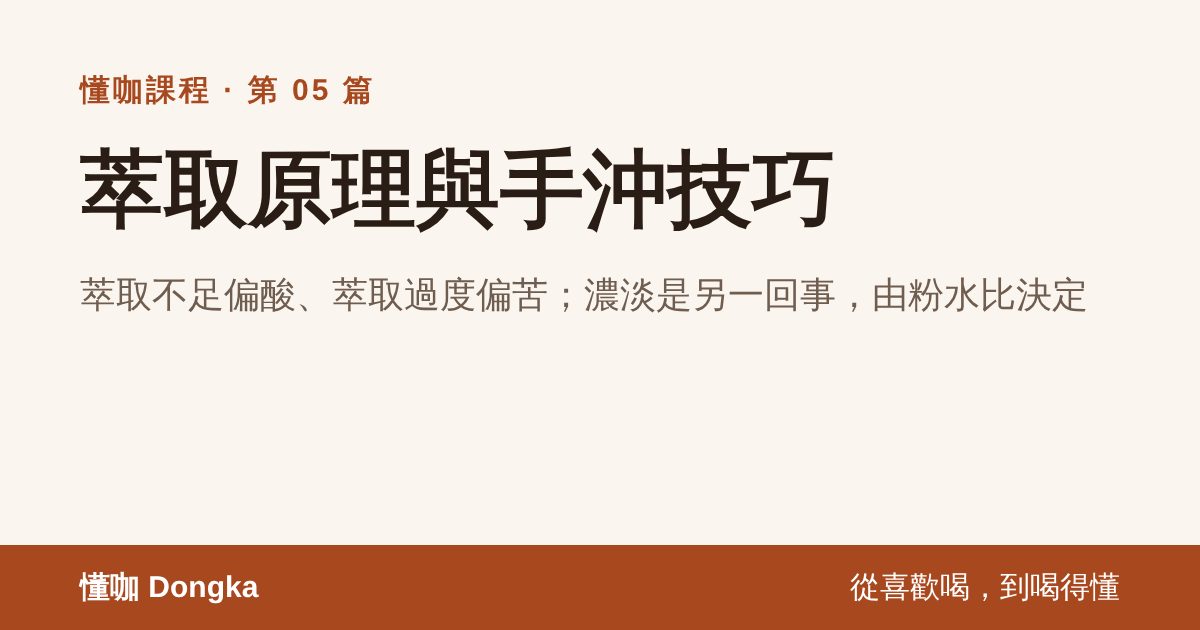 懂咖課程 · 第 05 篇
萃取原理與手沖技巧
萃取不足偏酸、萃取過度偏苦；濃淡是另一回事，由粉水比決定
懂咖 Dongka
從喜歡喝，到喝得懂